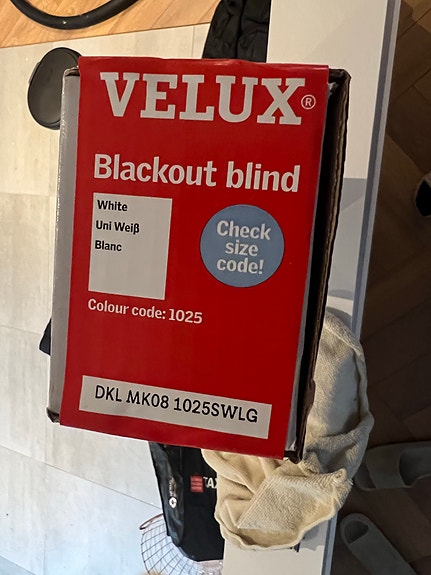 VELUX®
Blackout blind
White
Uni Weiß
Blanc
Check
size
code!
Colour code: 1025
DKL MK08 1025SWLG